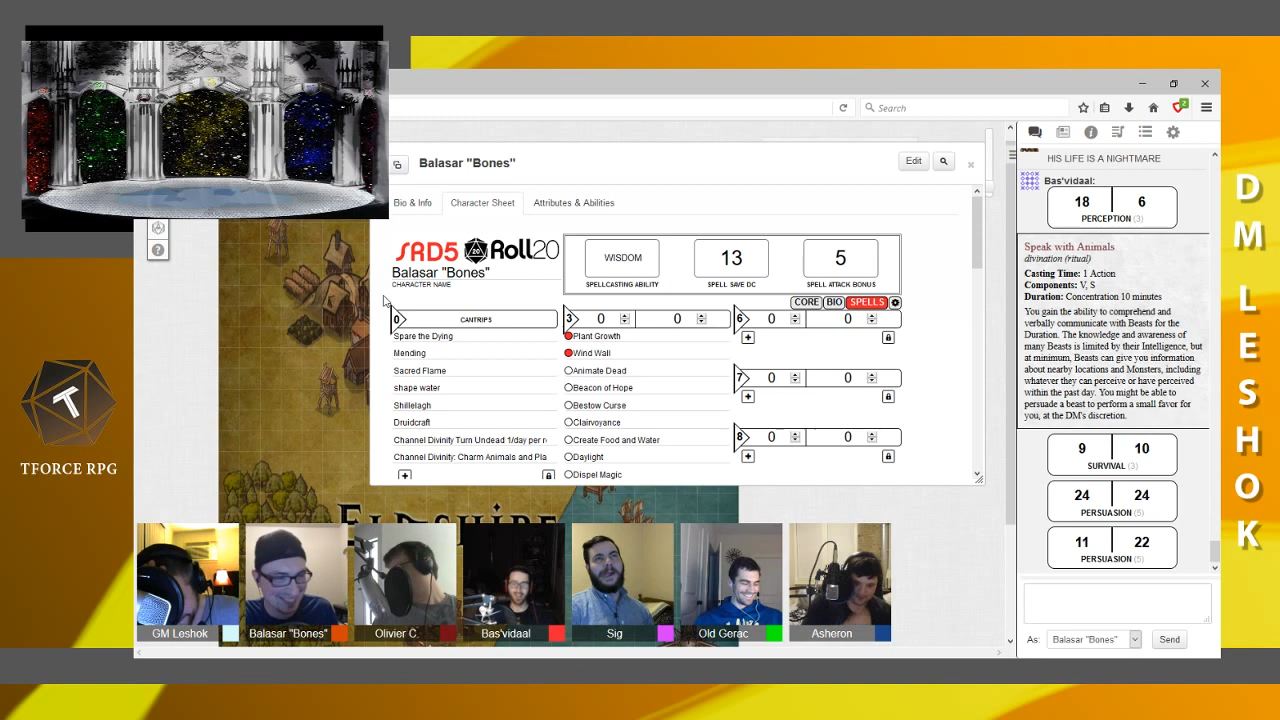 Search
2
Balasar "Bones"
Edit
Bio & Info
Character Sheet
Attributes & Abilities
SRD5
20
Roll20
Balasar "Bones"
CHARACTER NAME
WISDOM
SPELLCASTING ABILITY
13
SPELL SAVE DC
5
SPELL ATTACK BONUS
CORE
BIO
SPELLS
0
CANTRIPS
Spare the Dying
Mending
Sacred Flame
shape water
Shillelagh
Druidcraft
Channel Divinity Turn Undead 1/day per r
Channel Divinity: Charm Animals and Pla
3
0
0
Plant Growth
Wind Wall
Animate Dead
Beacon of Hope
Bestow Curse
Clairvoyance
Create Food and Water
Daylight
Dispel Magic
6
0
0
7
0
0
8
0
0
HIS LIFE IS A NIGHTMARE
Bas'vidaal:
18
6
PERCEPTION (3)
Speak with Animals
divination (ritual)
Casting Time: 1 Action
Components: V, S
Duration: Concentration 10 minutes
You gain the ability to comprehend and
verbally communicate with Beasts for the
Duration. The knowledge and awareness of
many Beasts is limited by their Intelligence, but
at minimum, Beasts can give you information
about nearby locations and Monsters, including
whatever they can perceive or have perceived
within the past day. You might be able to
persuade a beast to perform a small favor for
you, at the DM's discretion.
9
10
SURVIVAL (3)
24
24
PERSUASION (5)
11
22
PERSUASION (5)
As:
Balasar "Bones"
Send
DM LESHOK
T
TFORCE RPG
?
GM Leshok
Balasar "Bones"
Olivier C.
Bas'vidaal
Sig
Old Gerac
Asheron